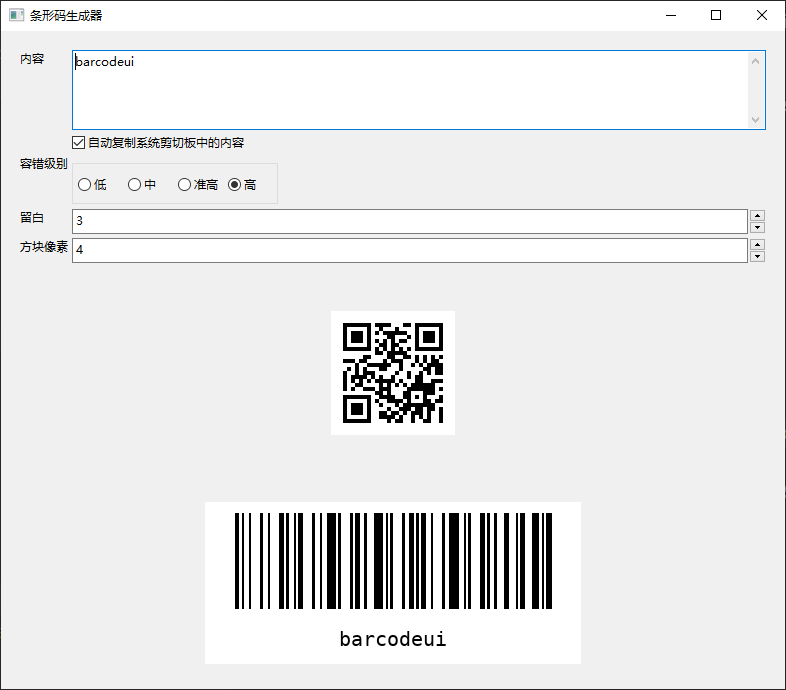 条形码生成器
内容
barcodeui
自动复制系统剪切板中的内容
容错级别
低 中 准高 高
留白
3
方块像素
4
barcodeui